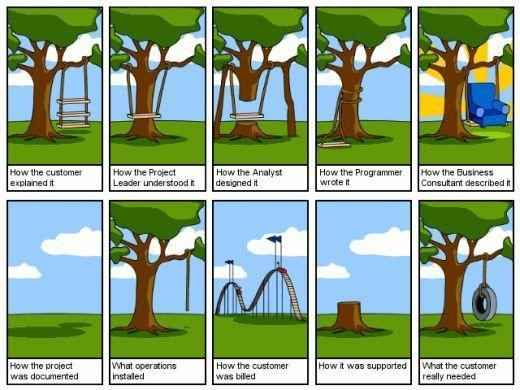 How the customer
explained it
How the Project
Leader understood it
How the Analyst
designed it
How the Programmer
wrote it
How the Business
Consultant described it
How the project
was documented
What operations
installed
How the customer
was billed
How it was supported
What the customer
really needed